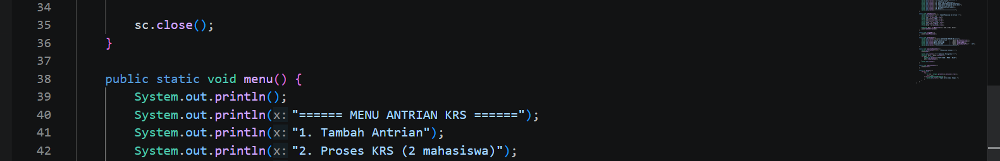 34
35 sc.close();
36 }
37
38 public static void menu() {
39 System.out.println();
40 System.out.println(x: "====== MENU ANTRIAN KRS ======");
41 System.out.println(x: "1. Tambah Antrian");
42 System.out.println(x: "2. Proses KRS (2 mahasiswa)");